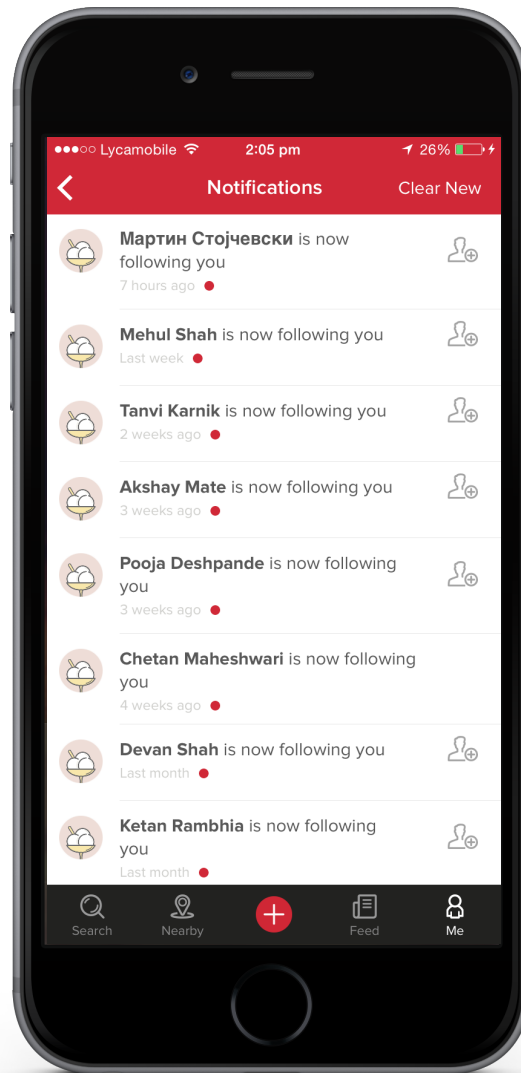 Lycamobile 2:05 pm 26%
Notifications Clear New
Мартин Стојчевски is now
following you
7 hours ago
Mehul Shah is now following you
Last week
Tanvi Karnik is now following you
2 weeks ago
Akshay Mate is now following you
3 weeks ago
Pooja Deshpande is now following
you
3 weeks ago
Chetan Maheshwari is now following
you
4 weeks ago
Devan Shah is now following you
Last month
Ketan Rambhia is now following
you
Last month
Search Nearby Feed Me